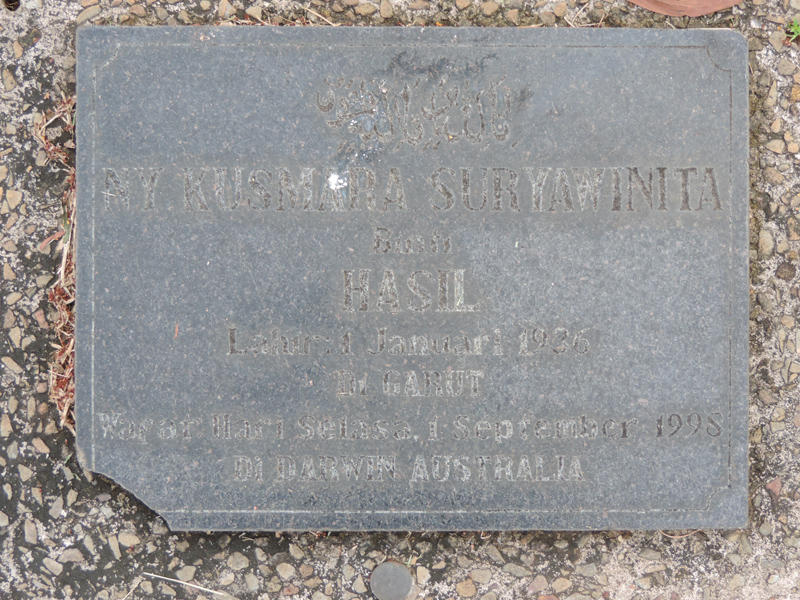 NY KUSMARA SURYAWINITA
Binti
HASIL
Lahir: 1 Januari 1936
Di GARUT
Wafat Hari Selasa, 1 September 1998
Di DARWIN AUSTRALIA